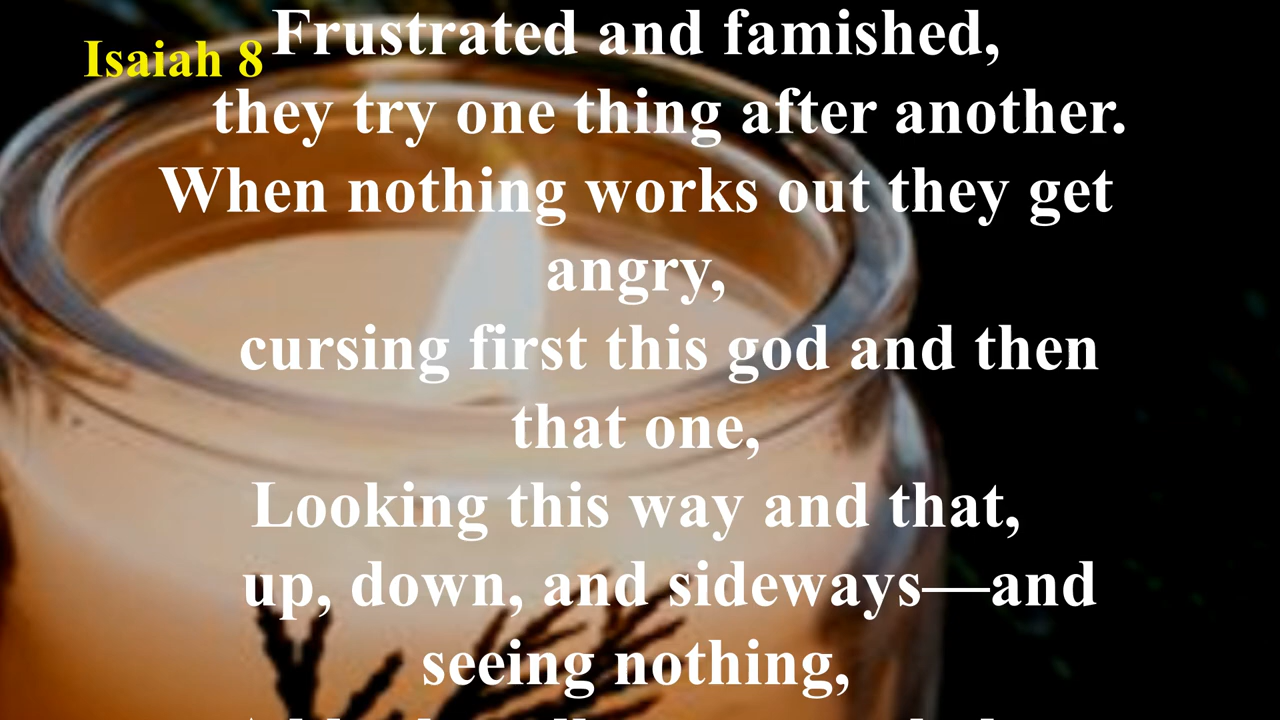 Isaiah 8
Frustrated and famished,
they try one thing after another.
When nothing works out they get
angry,
cursing first this god and then
that one,
Looking this way and that,
up, down, and sideways—and
seeing nothing,